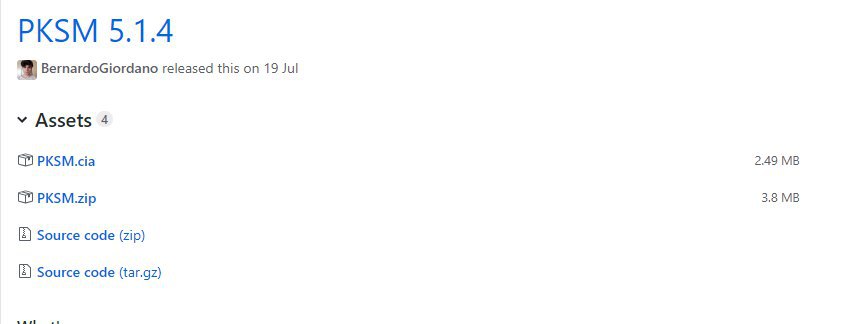 PKSM 5.1.4
BernardoGiordano released this on 19 Jul
Assets 4
PKSM.cia 2.49 MB
PKSM.zip 3.8 MB
Source code (zip)
Source code (tar.gz)